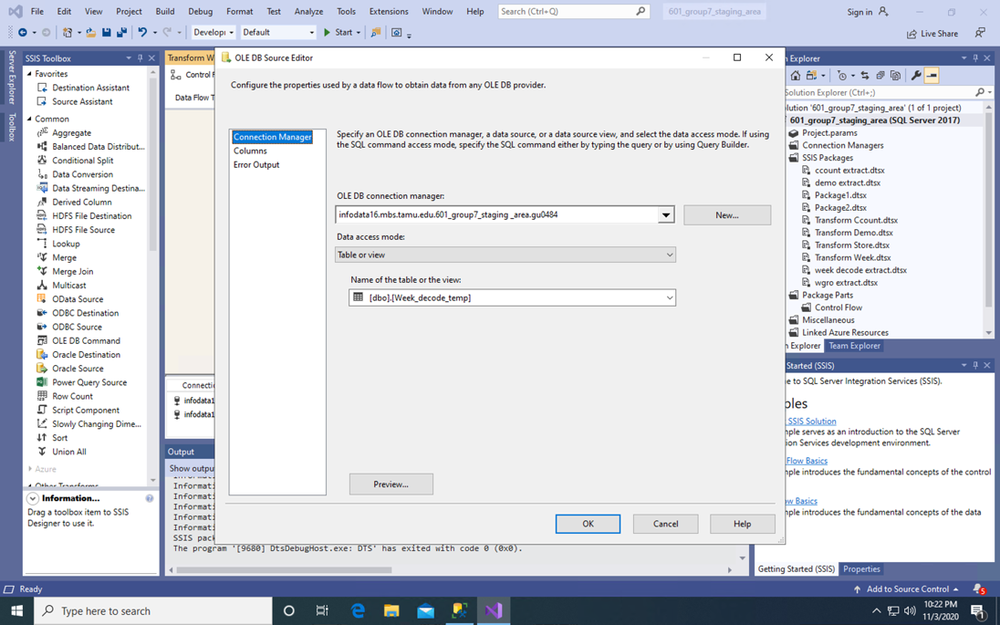 File Edit View Project Build Debug Format Test Analyze Tools Extensions Window Help Search (Ctrl+Q) 601_group7_staging_area Sign in
Develop Default Start Live Share
Server Explorer
Toolbox
SSIS Toolbox
Favorites
Destination Assistant
Source Assistant
Common
Aggregate
Balanced Data Distribut...
Conditional Split
Data Conversion
Data Streaming Destina...
Derived Column
HDFS File Destination
HDFS File Source
Lookup
Merge
Merge Join
Multicast
OData Source
ODBC Destination
ODBC Source
OLE DB Command
Oracle Destination
Oracle Source
Power Query Source
Row Count
Script Component
Slowly Changing Dime...
Sort
Union All
Azure
Other Transforms
Information...
Drag a toolbox item to SSIS
Designer to use it.
Transform W
Control F
Data Flow T
Connectio
infodata1
infodata1
Output
Show outpu
Informati
Informati
Informati
Informati
Informati
SSIS pack
The program '[9680] DtsDebugHost.exe: DTS' has exited with code 0 (0x0).
OLE DB Source Editor
Configure the properties used by a data flow to obtain data from any OLE DB provider.
Connection Manager
Columns
Error Output
Specify an OLE DB connection manager, a data source, or a data source view, and select the data access mode. If using
the SQL command access mode, specify the SQL command either by typing the query or by using Query Builder.
OLE DB connection manager:
infodata16.mbs.tamu.edu.601_group7_staging _area.gu0484
New...
Data access mode:
Table or view
Name of the table or the view:
[dbo].[Week_decode_temp]
Preview...
OK Cancel Help
n Explorer
Solution Explorer (Ctrl+;)
olution '601_group7_staging_area' (1 of 1 project)
601_group7_staging_area (SQL Server 2017)
Project.params
Connection Managers
SSIS Packages
ccount extract.dtsx
demo extract.dtsx
Package1.dtsx
Package2.dtsx
Transform Ccount.dtsx
Transform Demo.dtsx
Transform Store.dtsx
Transform Week.dtsx
week decode extract.dtsx
wgro extract.dtsx
Package Parts
Control Flow
Miscellaneous
Linked Azure Resources
n Explorer Team Explorer
Started (SSIS)
e to SQL Server Integration Services (SSIS).
ples
SSIS Solution
mple serves as an introduction to the SQL Server
ion Services development environment.
Flow Basics
mple introduces the fundamental concepts of the control
ow Basics
mple introduces the fundamental concepts of the data
Getting Started (SSIS) Properties
Ready Add to Source Control 5
Type here to search
10:22 PM
11/3/2020
1